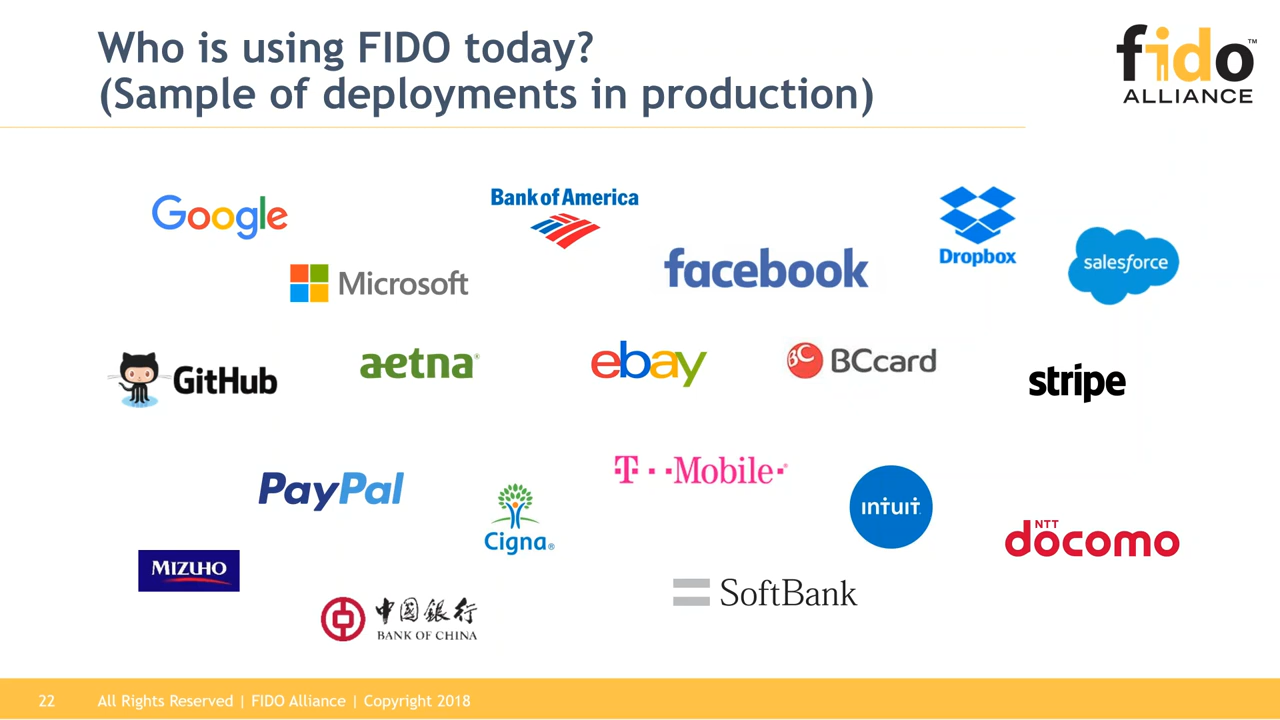 Who is using FIDO today?
(Sample of deployments in production)
fido™
ALLIANCE
Google
Bank of America
Dropbox
salesforce
facebook
Microsoft
GitHub
aetna®
ebay
BC
BCcard
stripe
PayPal
T··Mobile·®
Cigna®
intuit
NTT
docomo
MIZUHO
SoftBank
中国銀行
BANK OF CHINA
22 All Rights Reserved | FIDO Alliance | Copyright 2018